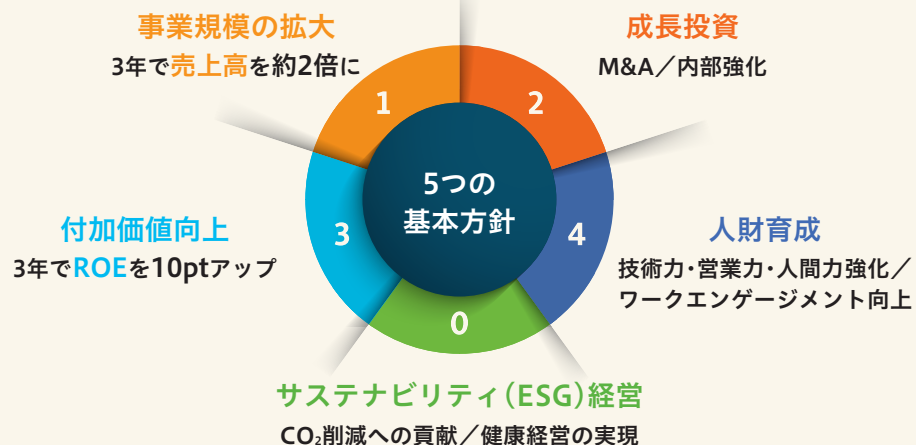 事業規模の拡大
3年で売上高を約2倍に
1
成長投資
M&A／内部強化
2
5つの
基本方針
付加価値向上
3年でROEを10ptアップ
3
人財育成
技術力・営業力・人間力強化／
ワークエンゲージメント向上
4
0
サステナビリティ（ESG）経営
CO₂削減への貢献／健康経営の実現